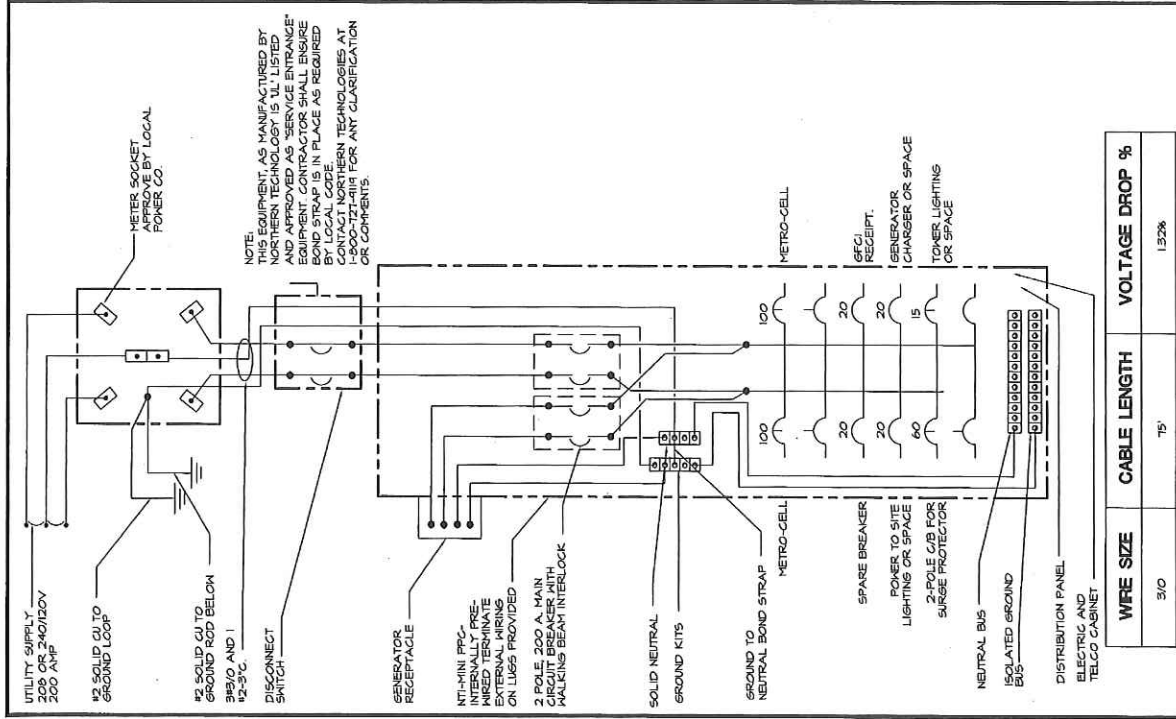 UTILITY SUPPLY
208 OR 240/120V
200 AMP
#2 SOLID CU TO
GROUND LOOP
#2 SOLID CU TO
GROUND ROD BELOW
3#3/0 AND 1
#2-3"C.
DISCONNECT
SWITCH
METER SOCKET
APPROVE BY LOCAL
POWER CO.
NOTE:
THIS EQUIPMENT, AS MANUFACTURED BY
NORTHERN TECHNOLOGY IS 'UL' LISTED
AND APPROVED AS "SERVICE ENTRANCE"
EQUIPMENT. CONTRACTOR SHALL ENSURE
BOND STRAP IS IN PLACE AS REQUIRED
BY LOCAL CODE.
CONTACT NORTHERN TECHNOLOGIES AT
1-800-727-9119 FOR ANY CLARIFICATION
OR COMMENTS.
GENERATOR
RECEPTACLE
NTI-MINI PPC-
INTERNALLY PRE-
WIRED TERMINATE
EXTERNAL WIRING
ON LUGS PROVIDED
2 POLE, 200 A. MAIN
CIRCUIT BREAKER WITH
WALKING BEAM INTERLOCK
SOLID NEUTRAL
GROUND KITS
GROUND TO
NEUTRAL BOND STRAP
METRO-CELL
100
100
METRO-CELL
SPARE BREAKER
20
20
GFCI
RECEIPT.
POWER TO SITE
LIGHTING OR SPACE
20
20
GENERATOR
CHARGER OR SPACE
2-POLE C/B FOR
SURGE PROTECTOR
60
15
TOWER LIGHTING
OR SPACE
NEUTRAL BUS
ISOLATED GROUND
BUS
DISTRIBUTION PANEL
ELECTRIC AND
TELCO CABINET
WIRE SIZE
CABLE LENGTH
VOLTAGE DROP %
3/0
75'
1.32%